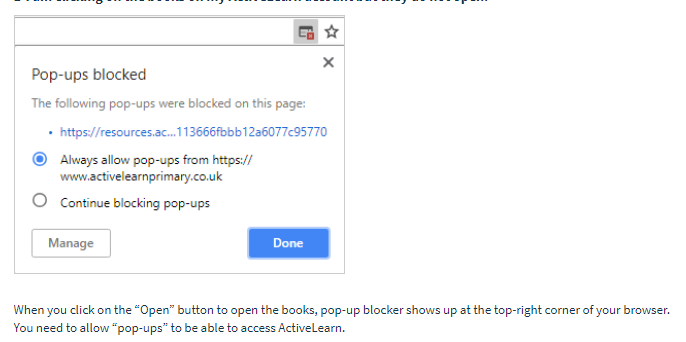 Pop-ups blocked
The following pop-ups were blocked on this page:
• https://resources.ac...113666fbbb12a6077c95770
Always allow pop-ups from https://
www.activelearnprimary.co.uk
Continue blocking pop-ups
Manage
Done
When you click on the “Open” button to open the books, pop-up blocker shows up at the top-right corner of your browser.
You need to allow “pop-ups” to be able to access ActiveLearn.